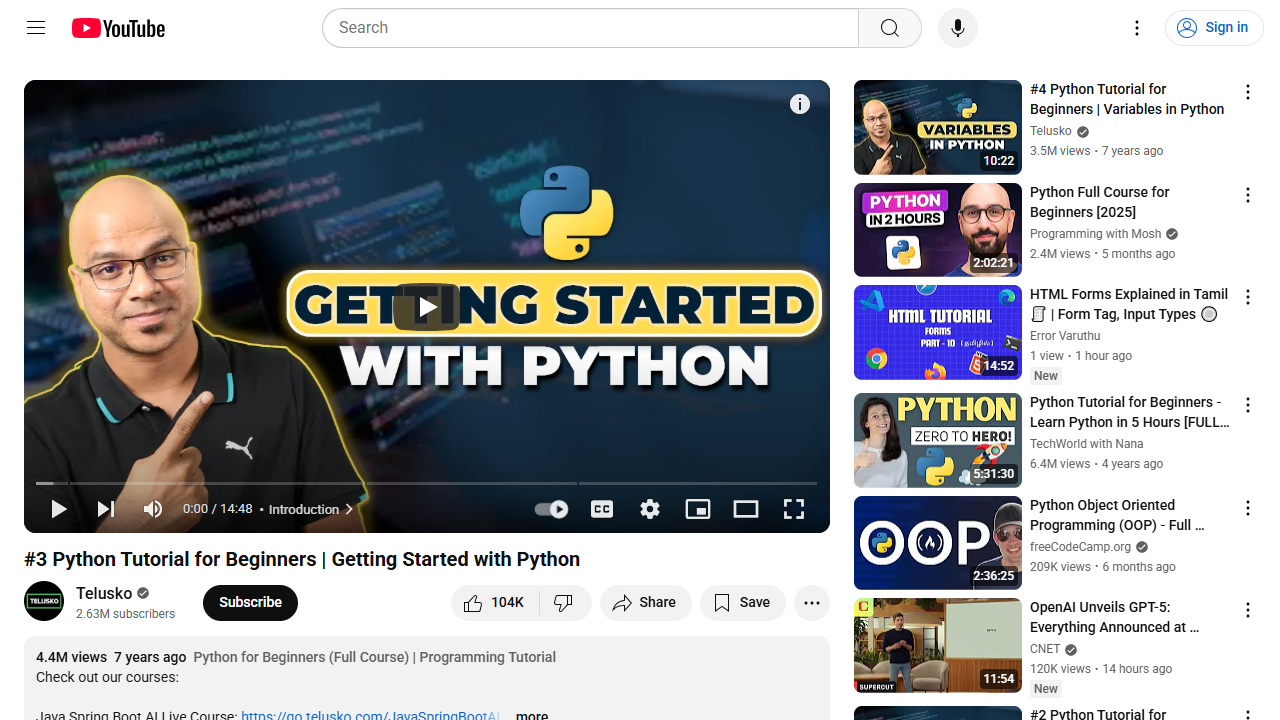 YouTube
Search
Sign in
GETTING STARTED
WITH PYTHON
0:00 / 14:48 • Introduction
#3 Python Tutorial for Beginners | Getting Started with Python
TELUSKO
Telusko
2.63M subscribers
Subscribe
104K
Share
Save
4.4M views 7 years ago Python for Beginners (Full Course) | Programming Tutorial
Check out our courses:
Java Spring Boot AI Live Course: https://go.telusko.com/JavaSpringBootAI ...more
VARIABLES
IN PYTHON
10:22
#4 Python Tutorial for
Beginners | Variables in Python
Telusko
3.5M views • 7 years ago
PYTHON
IN 2 HOURS
2:02:21
Python Full Course for
Beginners [2025]
Programming with Mosh
2.4M views • 5 months ago
HTML TUTORIAL
FORMS
PART - 10 (தமிழில்)
14:52
HTML Forms Explained in Tamil
| Form Tag, Input Types
Error Varuthu
1 view • 1 hour ago
New
PYTHON
ZERO TO HERO!
5:31:30
Python Tutorial for Beginners -
Learn Python in 5 Hours [FULL...
TechWorld with Nana
6.4M views • 4 years ago
OOP
2:36:25
Python Object Oriented
Programming (OOP) - Full ...
freeCodeCamp.org
209K views • 6 months ago
SUPERCUT
11:54
OpenAI Unveils GPT-5:
Everything Announced at ...
CNET
120K views • 14 hours ago
New
#2 Python Tutorial for